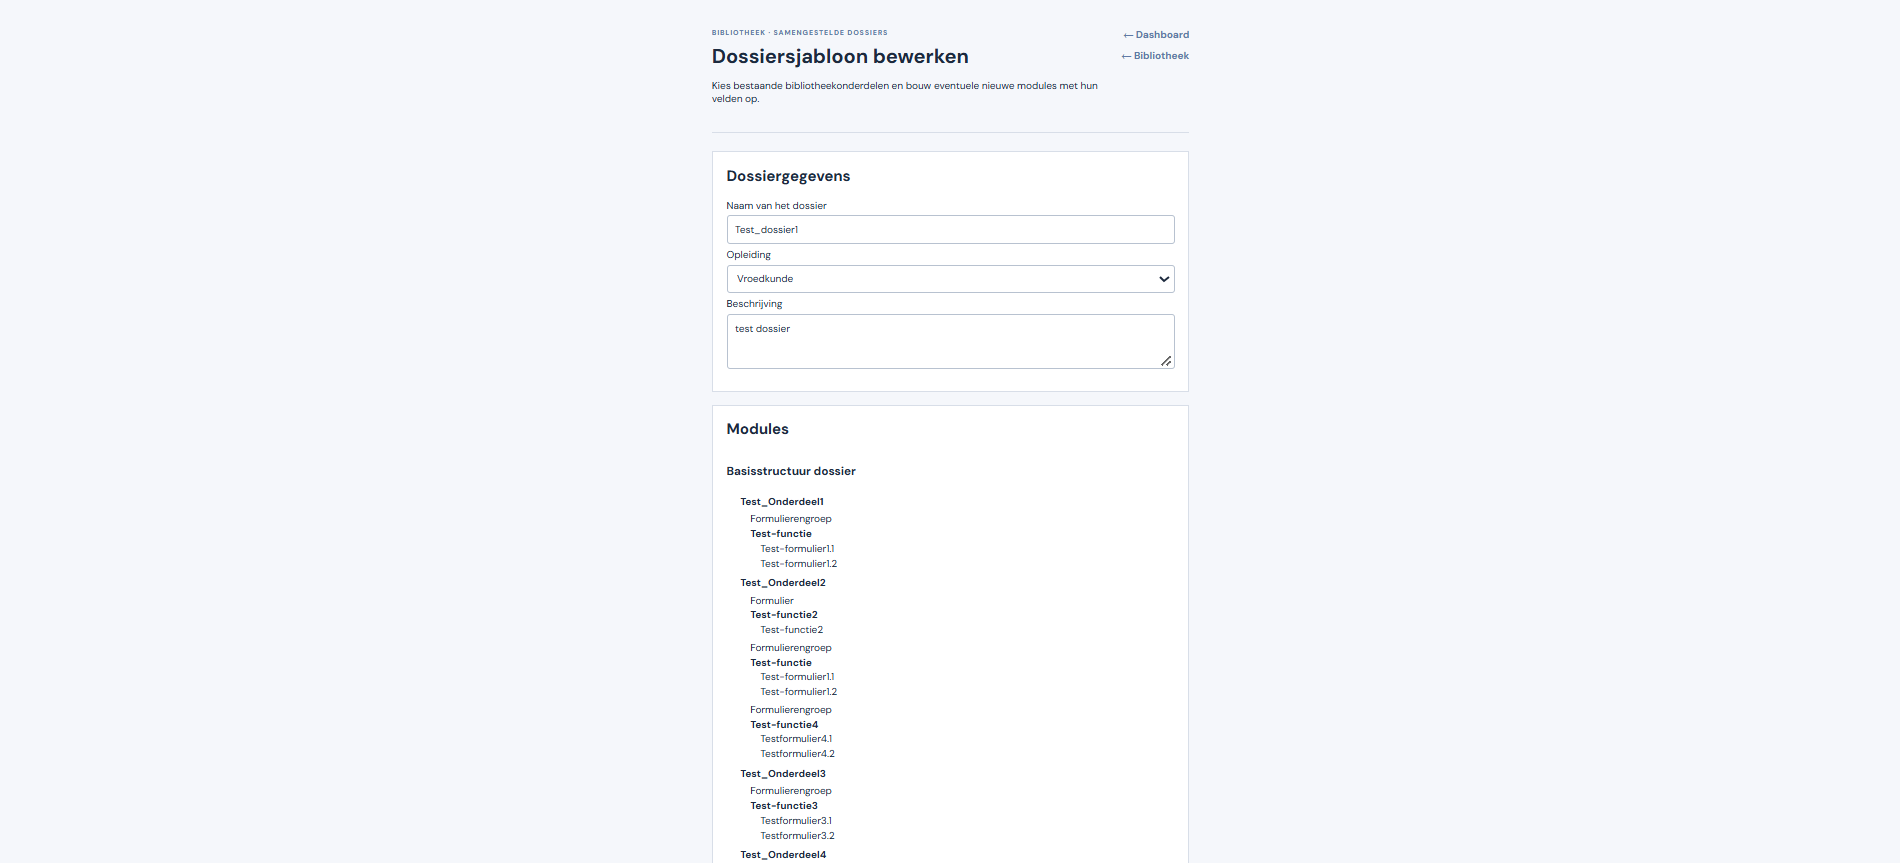 BIBLIOTHEEK · SAMENGESTELDE DOSSIERS
← Dashboard
Dossiersjabloon bewerken
← Bibliotheek
Kies bestaande bibliotheekonderdelen en bouw eventuele nieuwe modules met hun
velden op.
Dossiergegevens
Naam van het dossier
Test_dossier1
Opleiding
Vroedkunde
Beschrijving
test dossier
Modules
Basisstructuur dossier
Test_Onderdeel1
Formulierengroep
Test-functie
Test-formulier1.1
Test-formulier1.2
Test_Onderdeel2
Formulier
Test-functie2
Test-functie2
Formulierengroep
Test-functie
Test-formulier1.1
Test-formulier1.2
Formulierengroep
Test-functie4
Testformulier4.1
Testformulier4.2
Test_Onderdeel3
Formulierengroep
Test-functie3
Testformulier3.1
Testformulier3.2
Test_Onderdeel4